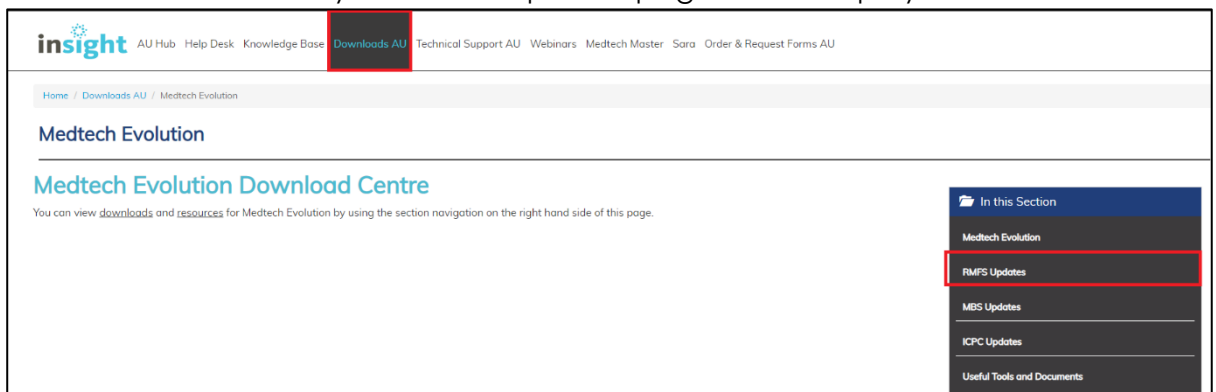 insight AU Hub Help Desk Knowledge Base Downloads AU Technical Support AU Webinars Medtech Master Sara Order & Request Forms AU
Home / Downloads AU / Medtech Evolution
Medtech Evolution
Medtech Evolution Download Centre
You can view downloads and resources for Medtech Evolution by using the section navigation on the right hand side of this page.
In this Section
Medtech Evolution
RMFS Updates
MBS Updates
ICPC Updates
Useful Tools and Documents